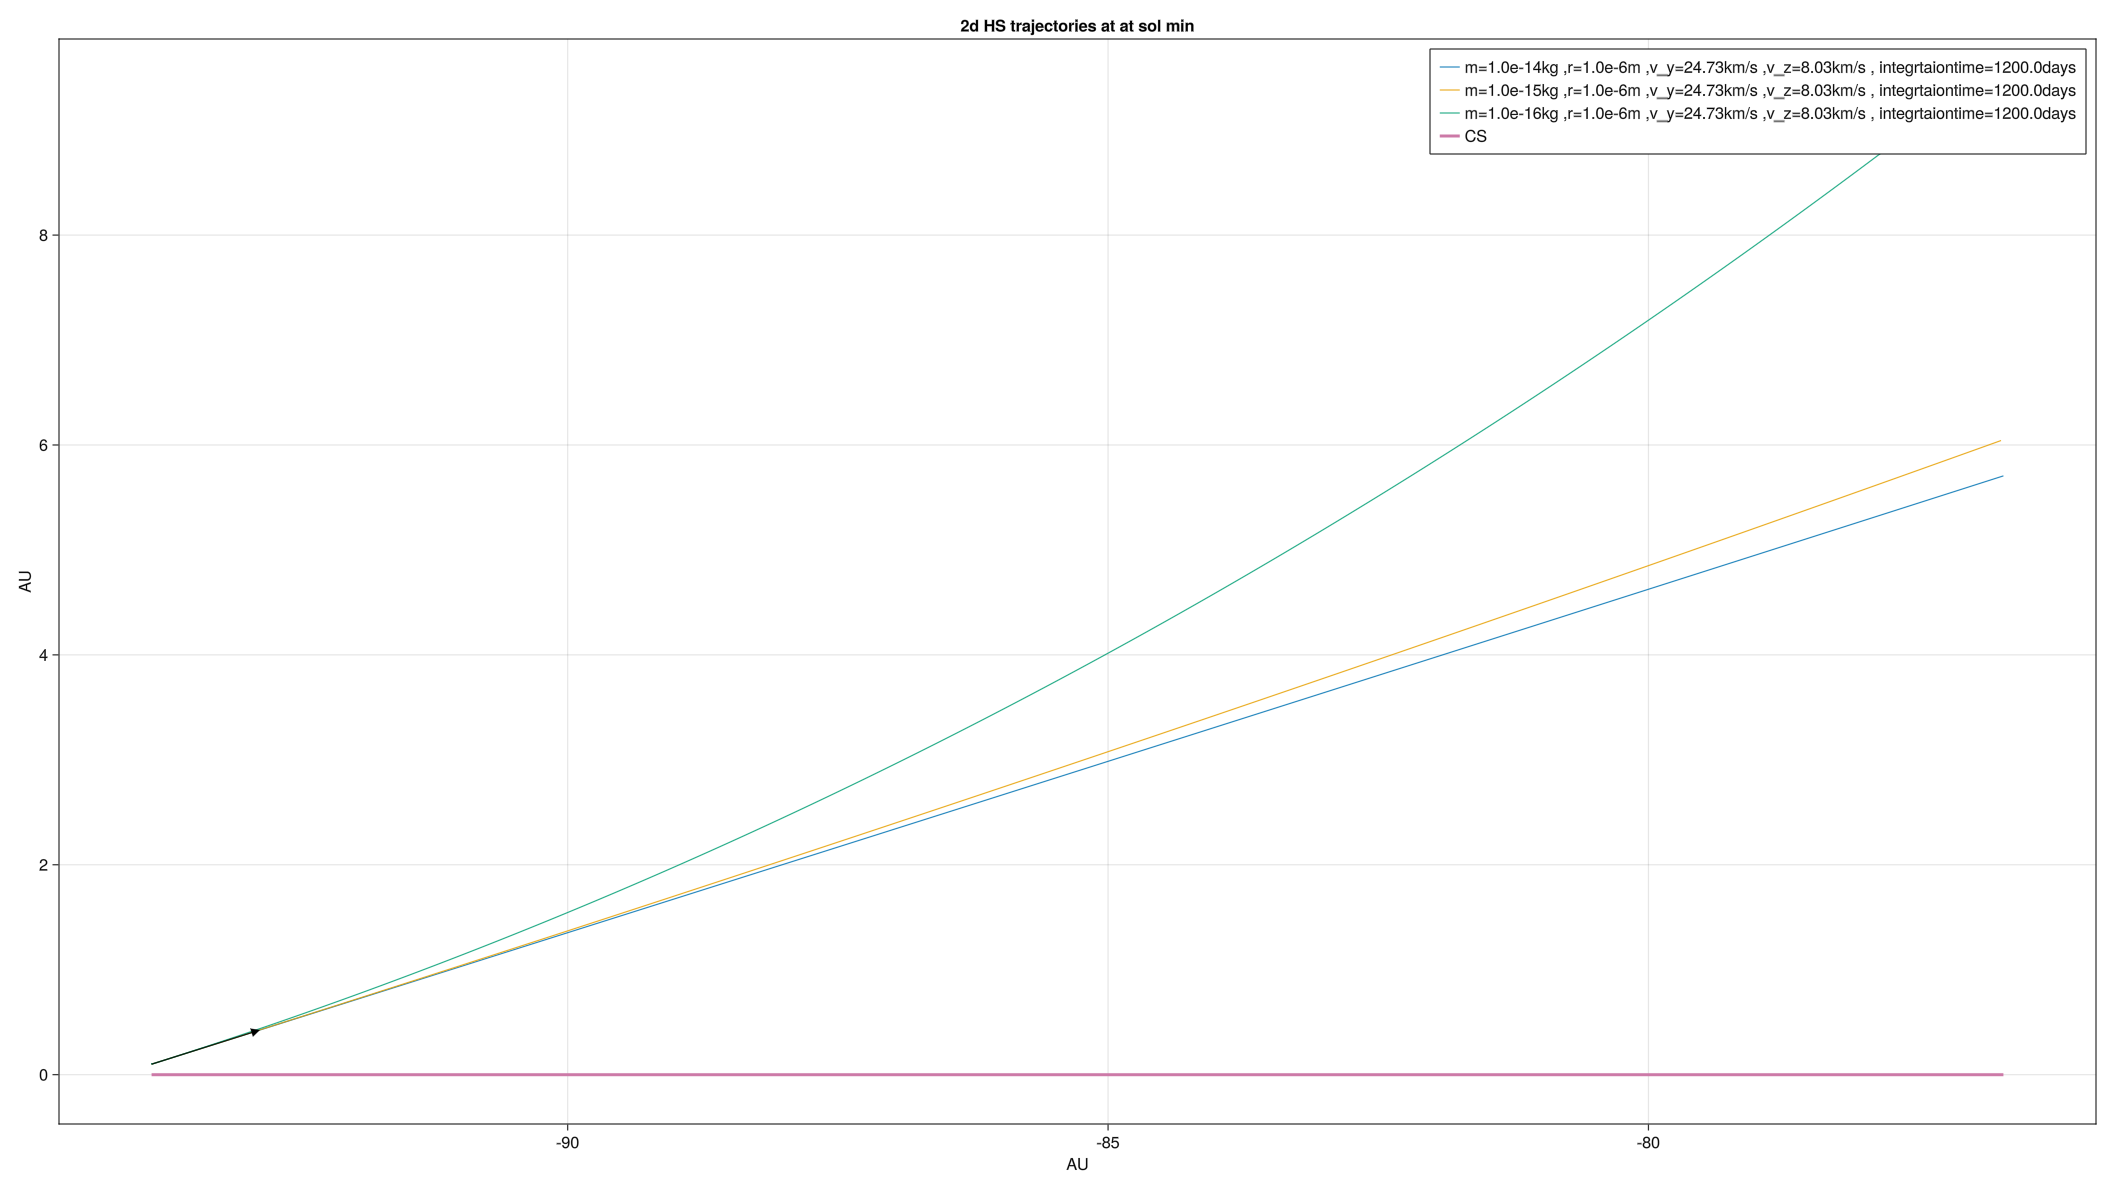 2d HS trajectories at at sol min
m=1.0e-14kg ,r=1.0e-6m ,v_y=24.73km/s ,v_z=8.03km/s , integrtaiontime=1200.0days
m=1.0e-15kg ,r=1.0e-6m ,v_y=24.73km/s ,v_z=8.03km/s , integrtaiontime=1200.0days
m=1.0e-16kg ,r=1.0e-6m ,v_y=24.73km/s ,v_z=8.03km/s , integrtaiontime=1200.0days
CS
8
6
AU
4
2
0
-90
-85
-80
AU